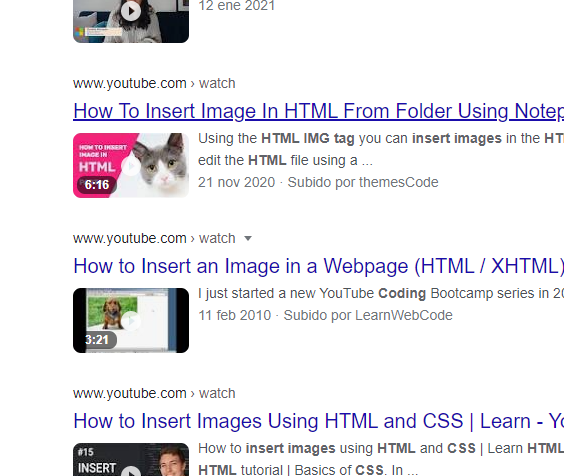 12 ene 2021
www.youtube.com › watch
How To Insert Image In HTML From Folder Using Notep
HOW TO INSERT
IMAGE IN
HTML
6:16
Using the HTML IMG tag you can insert images in the HT
edit the HTML file using a ...
21 nov 2020 · Subido por themesCode
www.youtube.com › watch
How to Insert an Image in a Webpage (HTML / XHTML)
3:21
I just started a new YouTube Coding Bootcamp series in 20
11 feb 2010 · Subido por LearnWebCode
www.youtube.com › watch
How to Insert Images Using HTML and CSS | Learn - Yo
#15
INSERT
How to insert images using HTML and CSS | Learn HTML
HTML tutorial | Basics of CSS. In ...